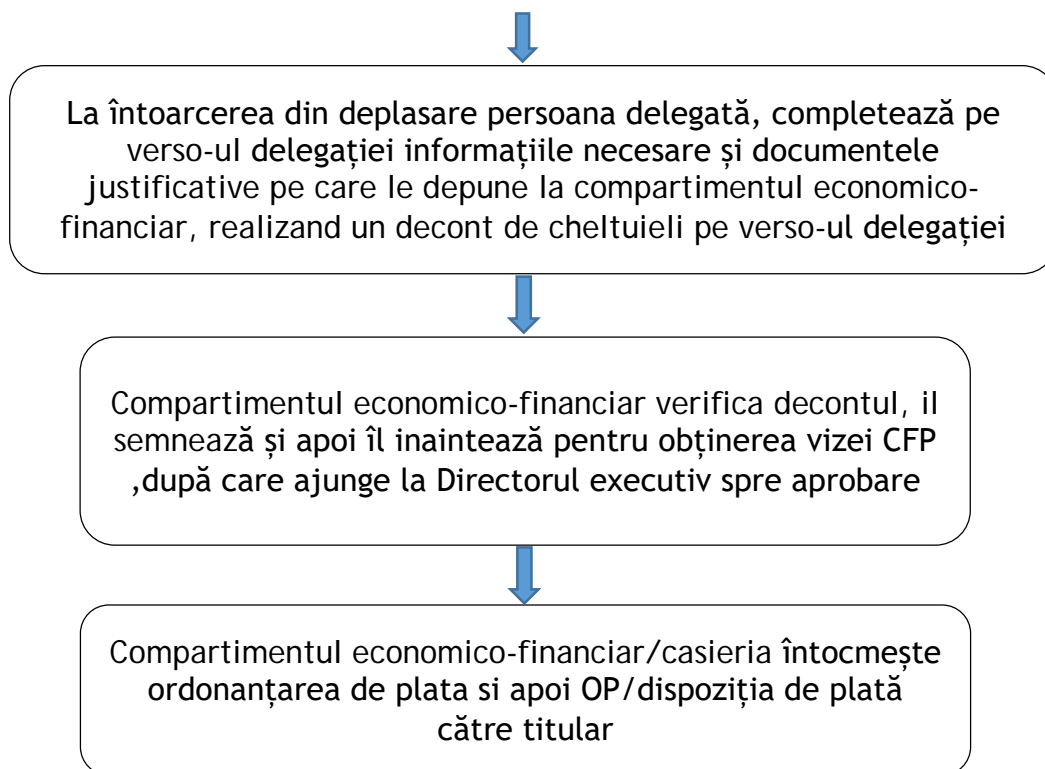 La întoarcerea din deplasare persoana delegată, completează pe
verso-ul delegației informațiile necesare și documentele
justificative pe care le depune la compartimentul economico-
financiar, realizand un decont de cheltuieli pe verso-ul delegației
Compartimentul economico-financiar verifica decontul, il
semnează și apoi îl inaintează pentru obținerea vizei CFP
,după care ajunge la Directorul executiv spre aprobare
Compartimentul economico-financiar/casieria întocmește
ordonanțarea de plata si apoi OP/dispoziția de plată
către titular